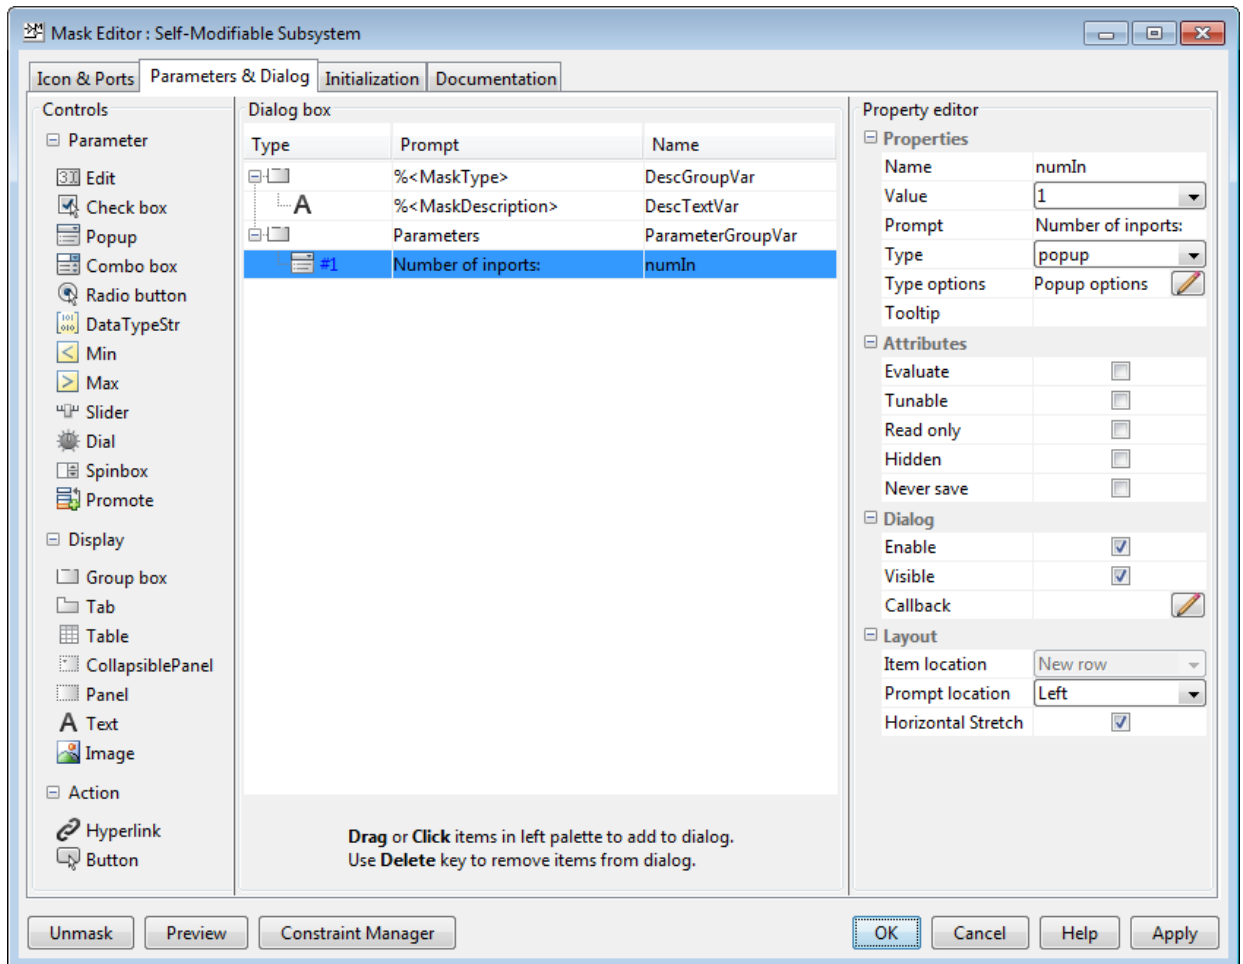 Mask Editor : Self-Modifiable Subsystem
Icon & Ports Parameters & Dialog Initialization Documentation
Controls
Parameter
Edit
Check box
Popup
Combo box
Radio button
DataTypeStr
Min
Max
Slider
Dial
Spinbox
Promote
Display
Group box
Tab
Table
CollapsiblePanel
Panel
Text
Image
Action
Hyperlink
Button
Dialog box
Type Prompt Name
%<MaskType> DescGroupVar
A %<MaskDescription> DescTextVar
Parameters ParameterGroupVar
#1 Number of inports: numIn
Drag or Click items in left palette to add to dialog.
Use Delete key to remove items from dialog.
Property editor
Properties
Name numIn
Value 1
Prompt Number of inports:
Type popup
Type options Popup options
Tooltip
Attributes
Evaluate
Tunable
Read only
Hidden
Never save
Dialog
Enable
Visible
Callback
Layout
Item location New row
Prompt location Left
Horizontal Stretch
Unmask Preview Constraint Manager OK Cancel Help Apply